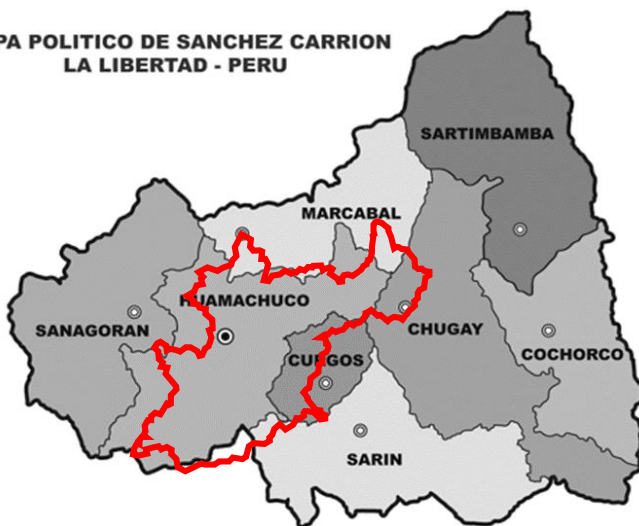 PA POLITICO DE SANCHEZ CARRION
LA LIBERTAD - PERU
SARTIMBAMBA
MARCABAL
HUAMACHUCO
SANAGORAN
CHUGAY
COCHORCO
CURGOS
SARIN